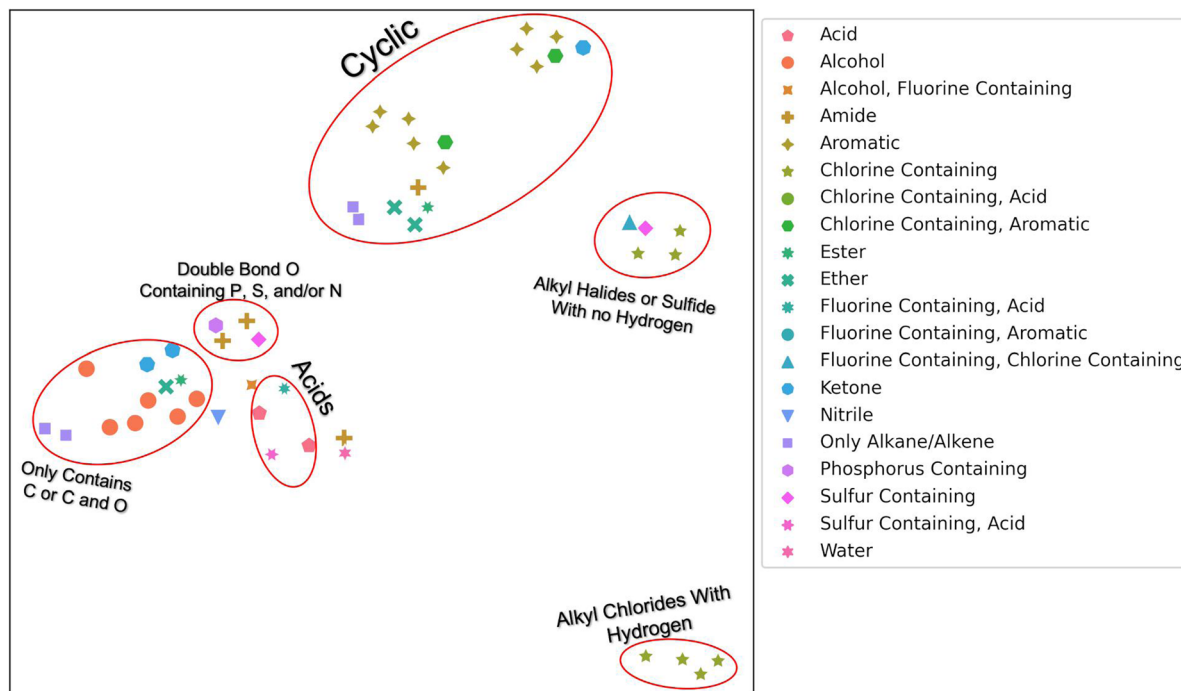 Cyclic
Double Bond O
Containing P, S, and/or N
Alkyl Halides or Sulfide
With no Hydrogen
Acids
Only Contains
C or C and O
Alkyl Chlorides With
Hydrogen
Acid
Alcohol
Alcohol, Fluorine Containing
Amide
Aromatic
Chlorine Containing
Chlorine Containing, Acid
Chlorine Containing, Aromatic
Ester
Ether
Fluorine Containing, Acid
Fluorine Containing, Aromatic
Fluorine Containing, Chlorine Containing
Ketone
Nitrile
Only Alkane/Alkene
Phosphorus Containing
Sulfur Containing
Sulfur Containing, Acid
Water